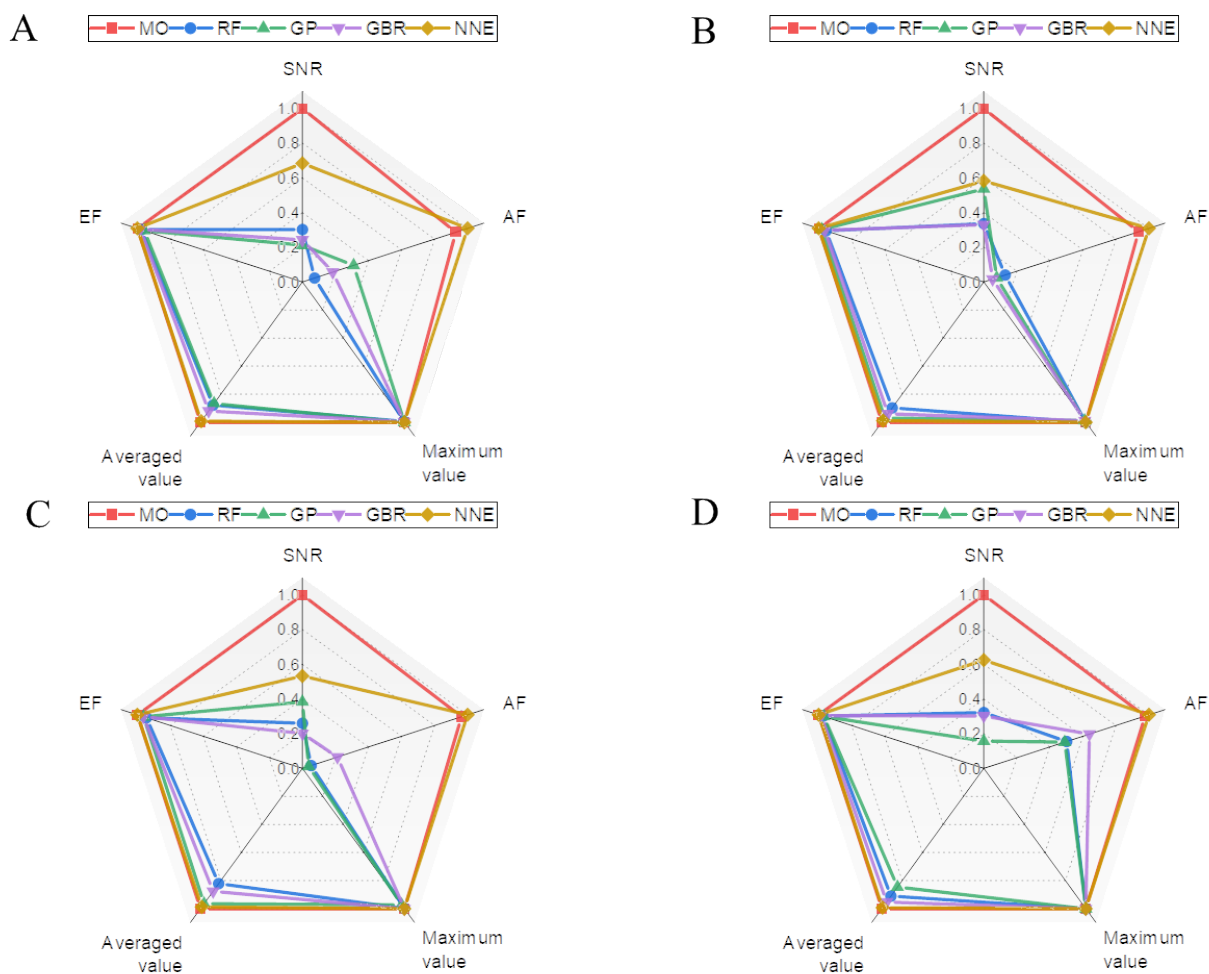 A
MO RF GP GBR NNE
SNR
1.0
0.8
0.6
0.4
0.2
0.0
EF
AF
Averaged
value
Maximum
value
B
MO RF GP GBR NNE
SNR
1.0
0.8
0.6
0.4
0.2
0.0
EF
AF
Averaged
value
Maximum
value
C
MO RF GP GBR NNE
SNR
1.0
0.8
0.6
0.4
0.2
0.0
EF
AF
Averaged
value
Maximum
value
D
MO RF GP GBR NNE
SNR
1.0
0.8
0.6
0.4
0.2
0.0
EF
AF
Averaged
value
Maximum
value